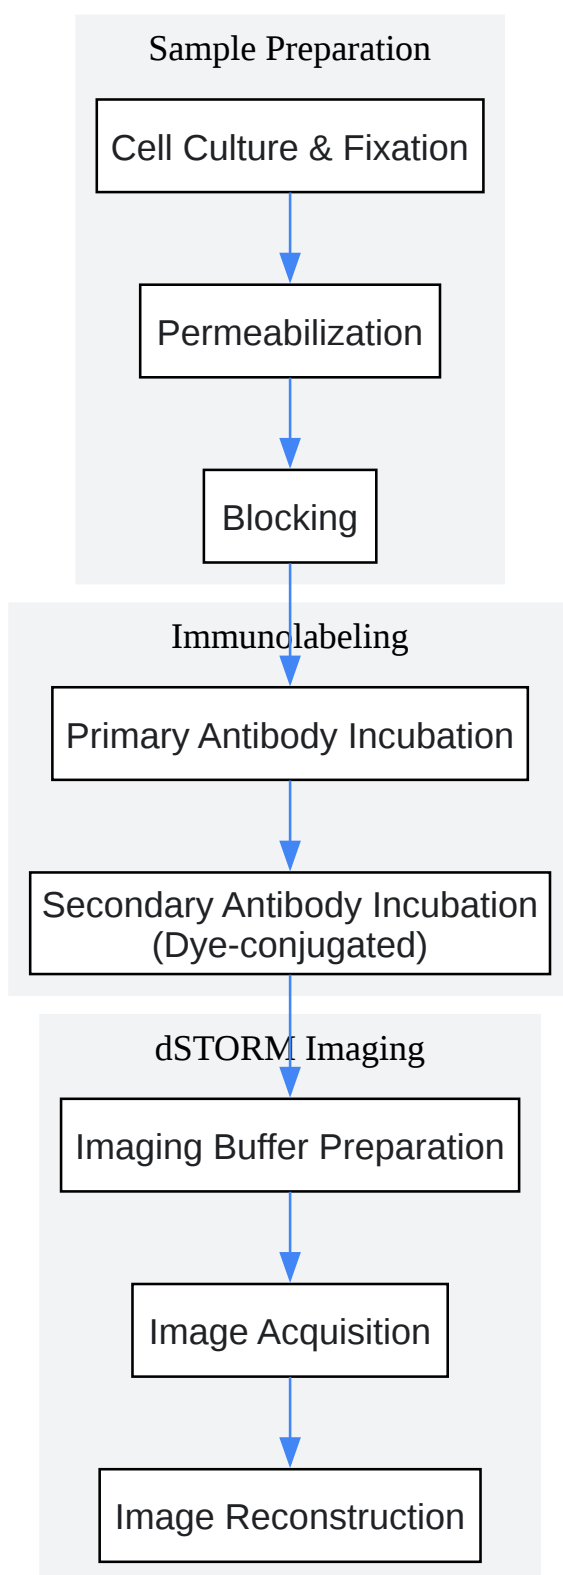 Sample Preparation
Cell Culture & Fixation
Permeabilization
Blocking
Immunolabeling
Primary Antibody Incubation
Secondary Antibody Incubation
(Dye-conjugated)
dSTORM Imaging
Imaging Buffer Preparation
Image Acquisition
Image Reconstruction